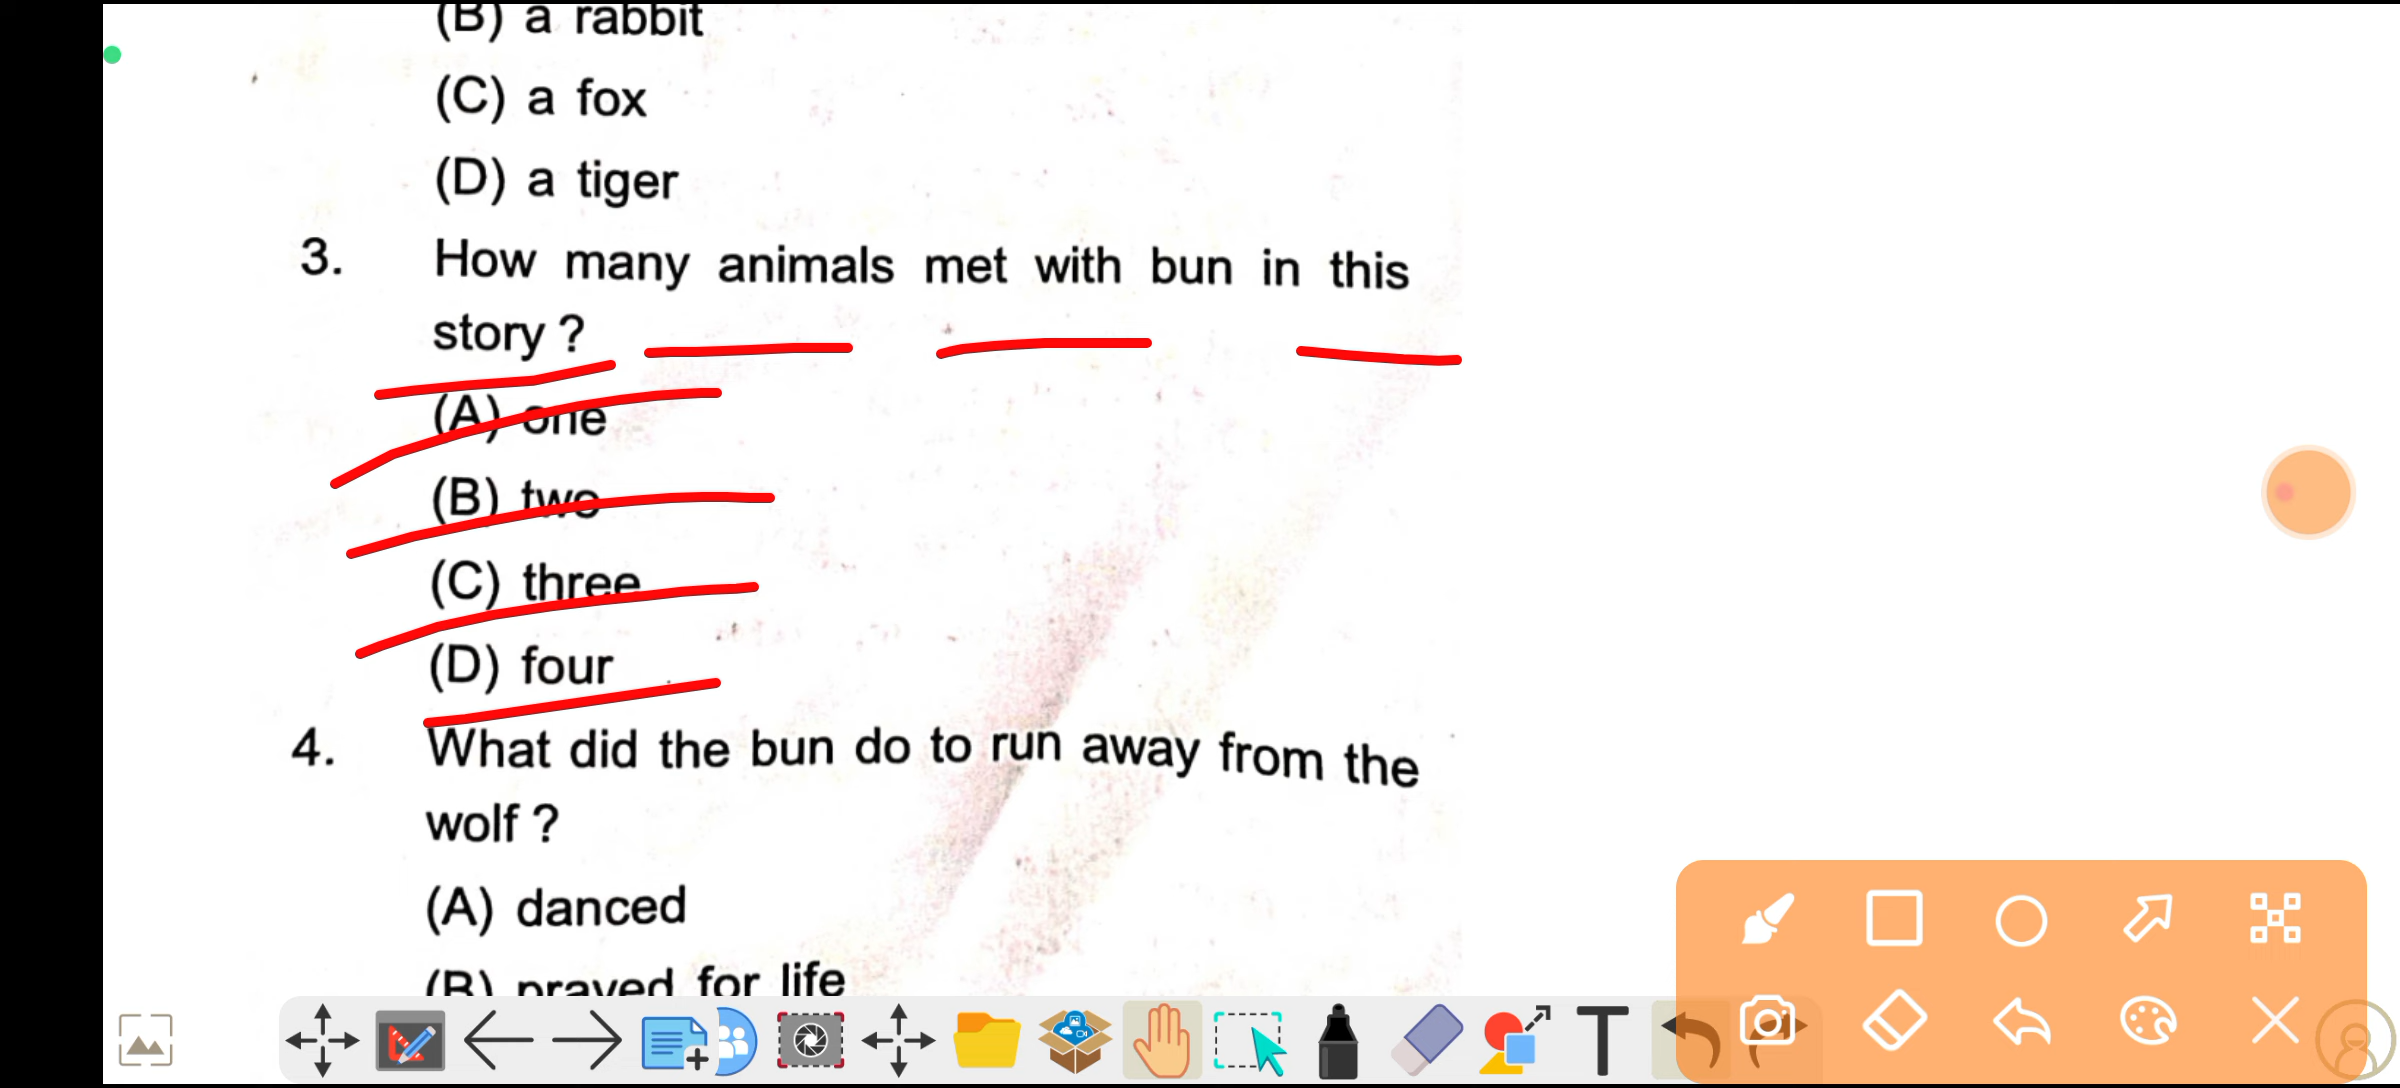 (B) a rabbit
(C) a fox
(D) a tiger
3. How many animals met with bun in this
story ?
(A) one
(B) two
(C) three
(D) four
4. What did the bun do to run away from the
wolf ?
(A) danced
(B) prayed for life